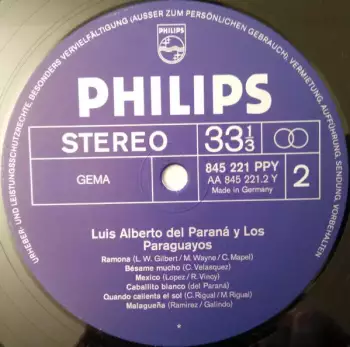 URHEBER- UND LEISTUNGSSCHUTZRECHTE, BESONDERS VERVIELFÄLTIGUNG (AUSSER ZUM PERSÖNLICHEN GEBRAUCH), VERMIETUNG, AUFFÜHRUNG, SENDUNG, VORBEHALTEN
PHILIPS
PHILIPS
STEREO
33 1/3
GEMA
845 221 PPY
AA 845 221.2 Y
Made in Germany
2
Luis Alberto del Paraná y Los
Paraguayos
Ramona (L. W. Gilbert / M. Wayne / C. Mapel)
Bésame mucho (C. Velasquez)
Mexico (Lopez / R. Vincy)
Caballito blanco (del Paraná)
Quando calienta el sol (C. Rigual / M. Rigual)
Malagueña (Ramirez / Galindo)
*